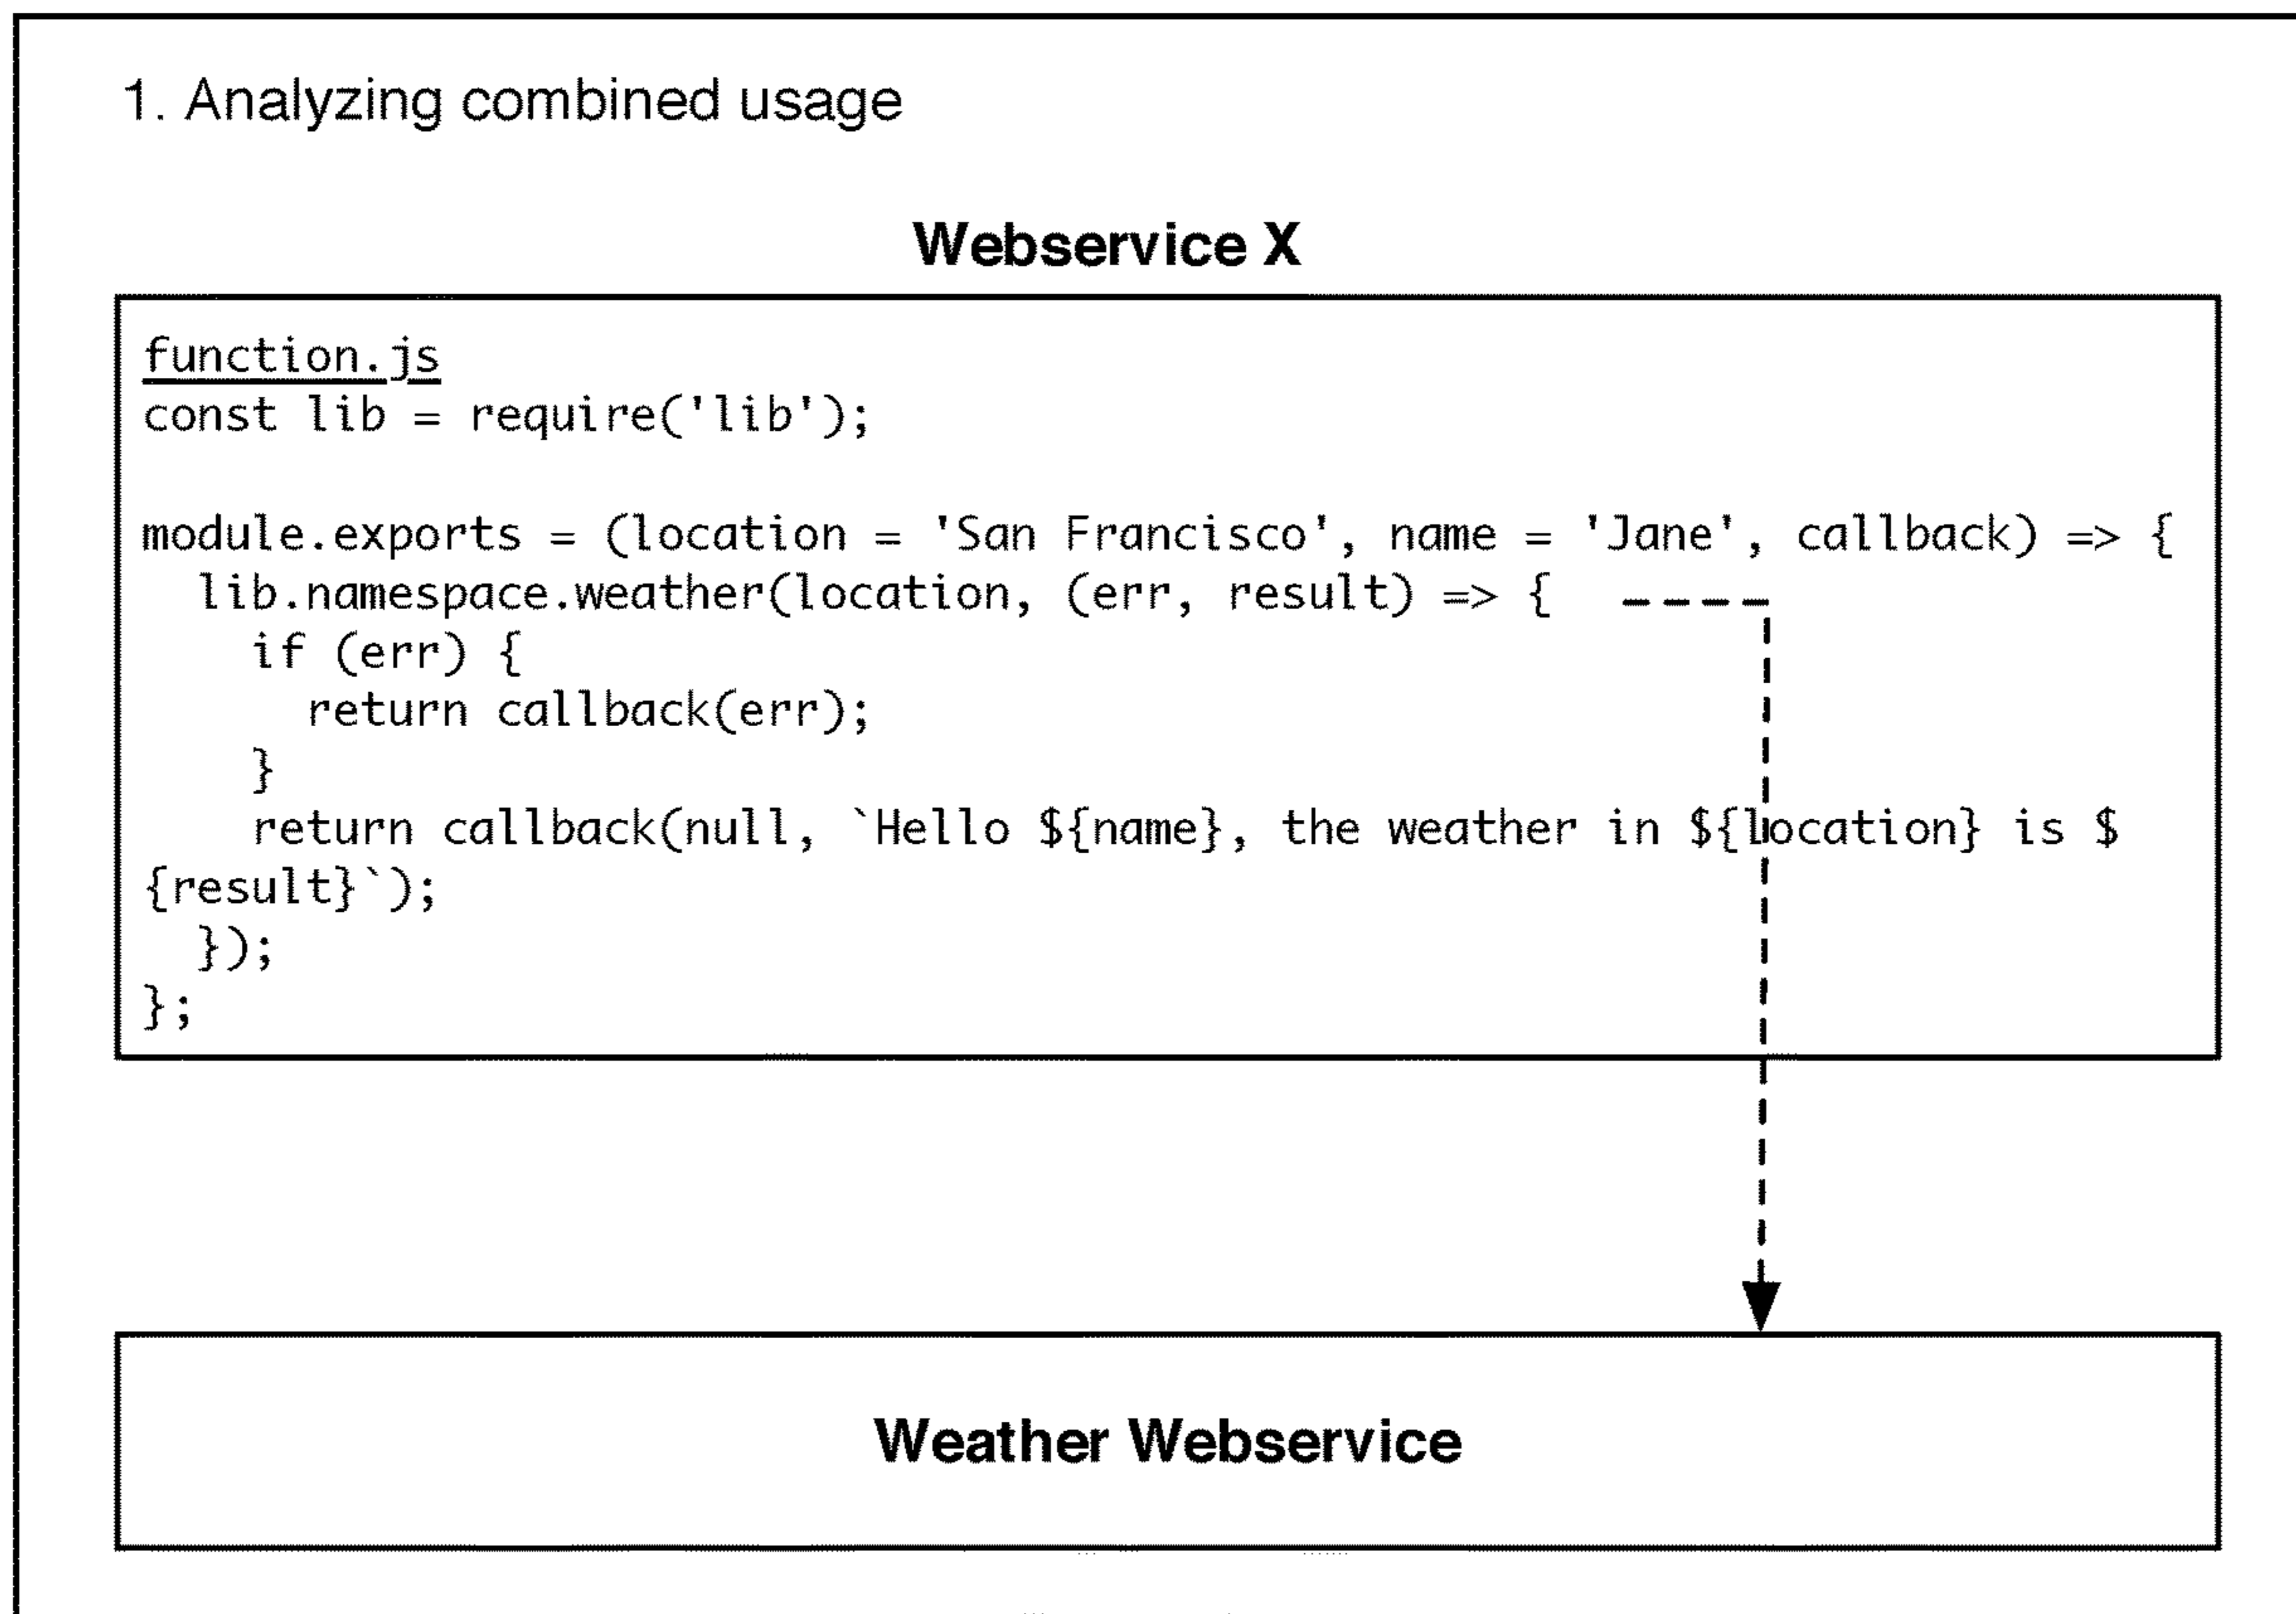 1. Analyzing combined usage
Webservice X
function.js
const lib = require('lib');
module.exports = (location = 'San Francisco', name = 'Jane', callback) => {
  lib.namespace.weather(location, (err, result) => {
    if (err) {
      return callback(err);
    }
    return callback(null, `Hello ${name}, the weather in ${location} is $
{result}`);
  });
};
Weather Webservice